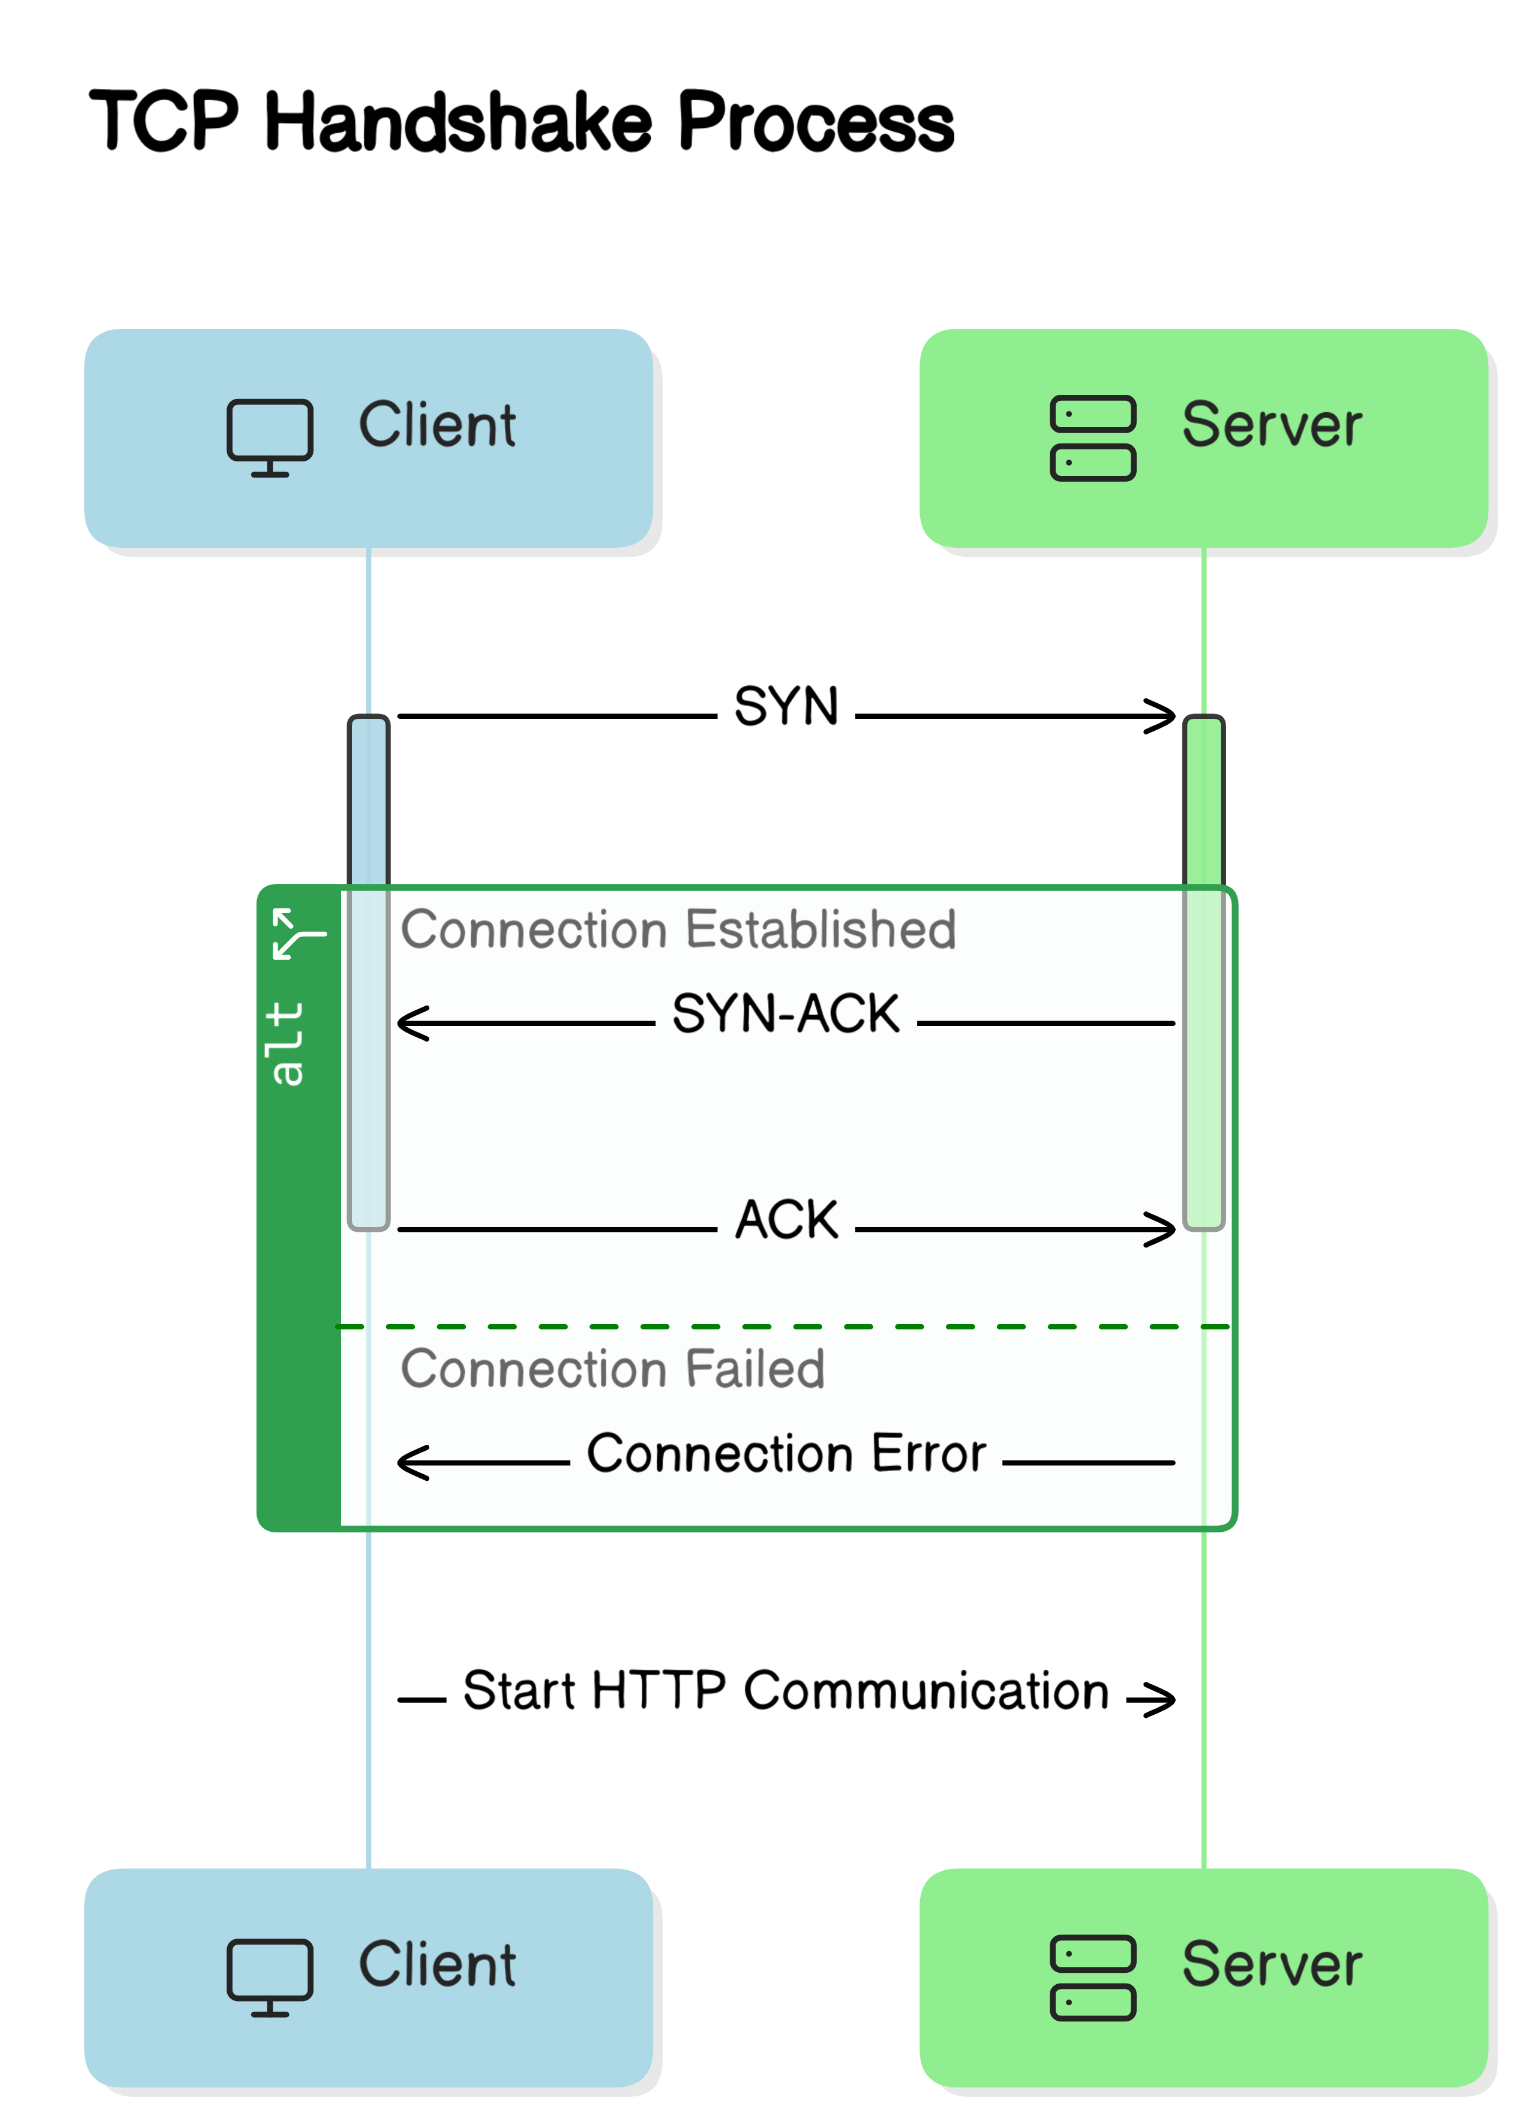 TCP Handshake Process
Client
Server
SYN
alt
Connection Established
SYN-ACK
ACK
Connection Failed
Connection Error
Start HTTP Communication
Client
Server